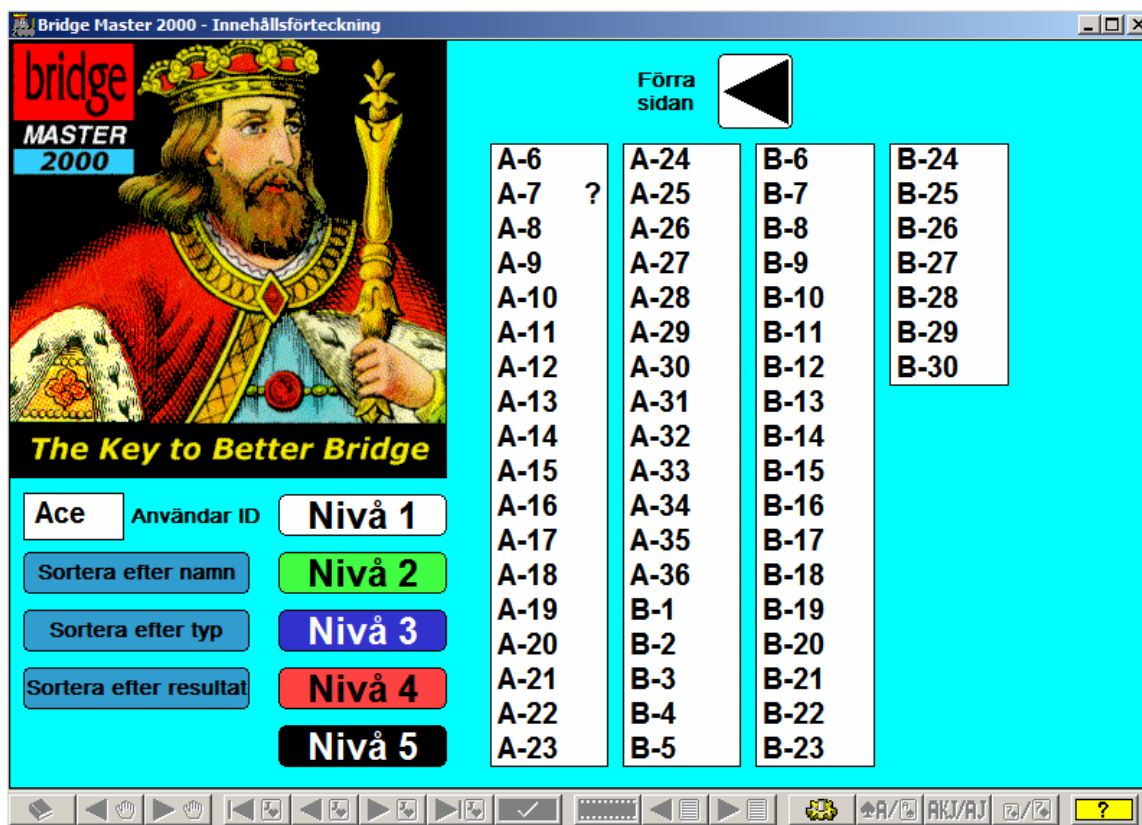 Bridge Master 2000 - Innehållsförteckning
bridge
MASTER
2000
The Key to Better Bridge
Ace
Användar ID
Sortera efter namn
Sortera efter typ
Sortera efter resultat
Nivå 1
Nivå 2
Nivå 3
Nivå 4
Nivå 5
Förra
sidan
A-6
A-7 ?
A-8
A-9
A-10
A-11
A-12
A-13
A-14
A-15
A-16
A-17
A-18
A-19
A-20
A-21
A-22
A-23
A-24
A-25
A-26
A-27
A-28
A-29
A-30
A-31
A-32
A-33
A-34
A-35
A-36
B-1
B-2
B-3
B-4
B-5
B-6
B-7
B-8
B-9
B-10
B-11
B-12
B-13
B-14
B-15
B-16
B-17
B-18
B-19
B-20
B-21
B-22
B-23
B-24
B-25
B-26
B-27
B-28
B-29
B-30
♠A/
AKJ/AJ
?